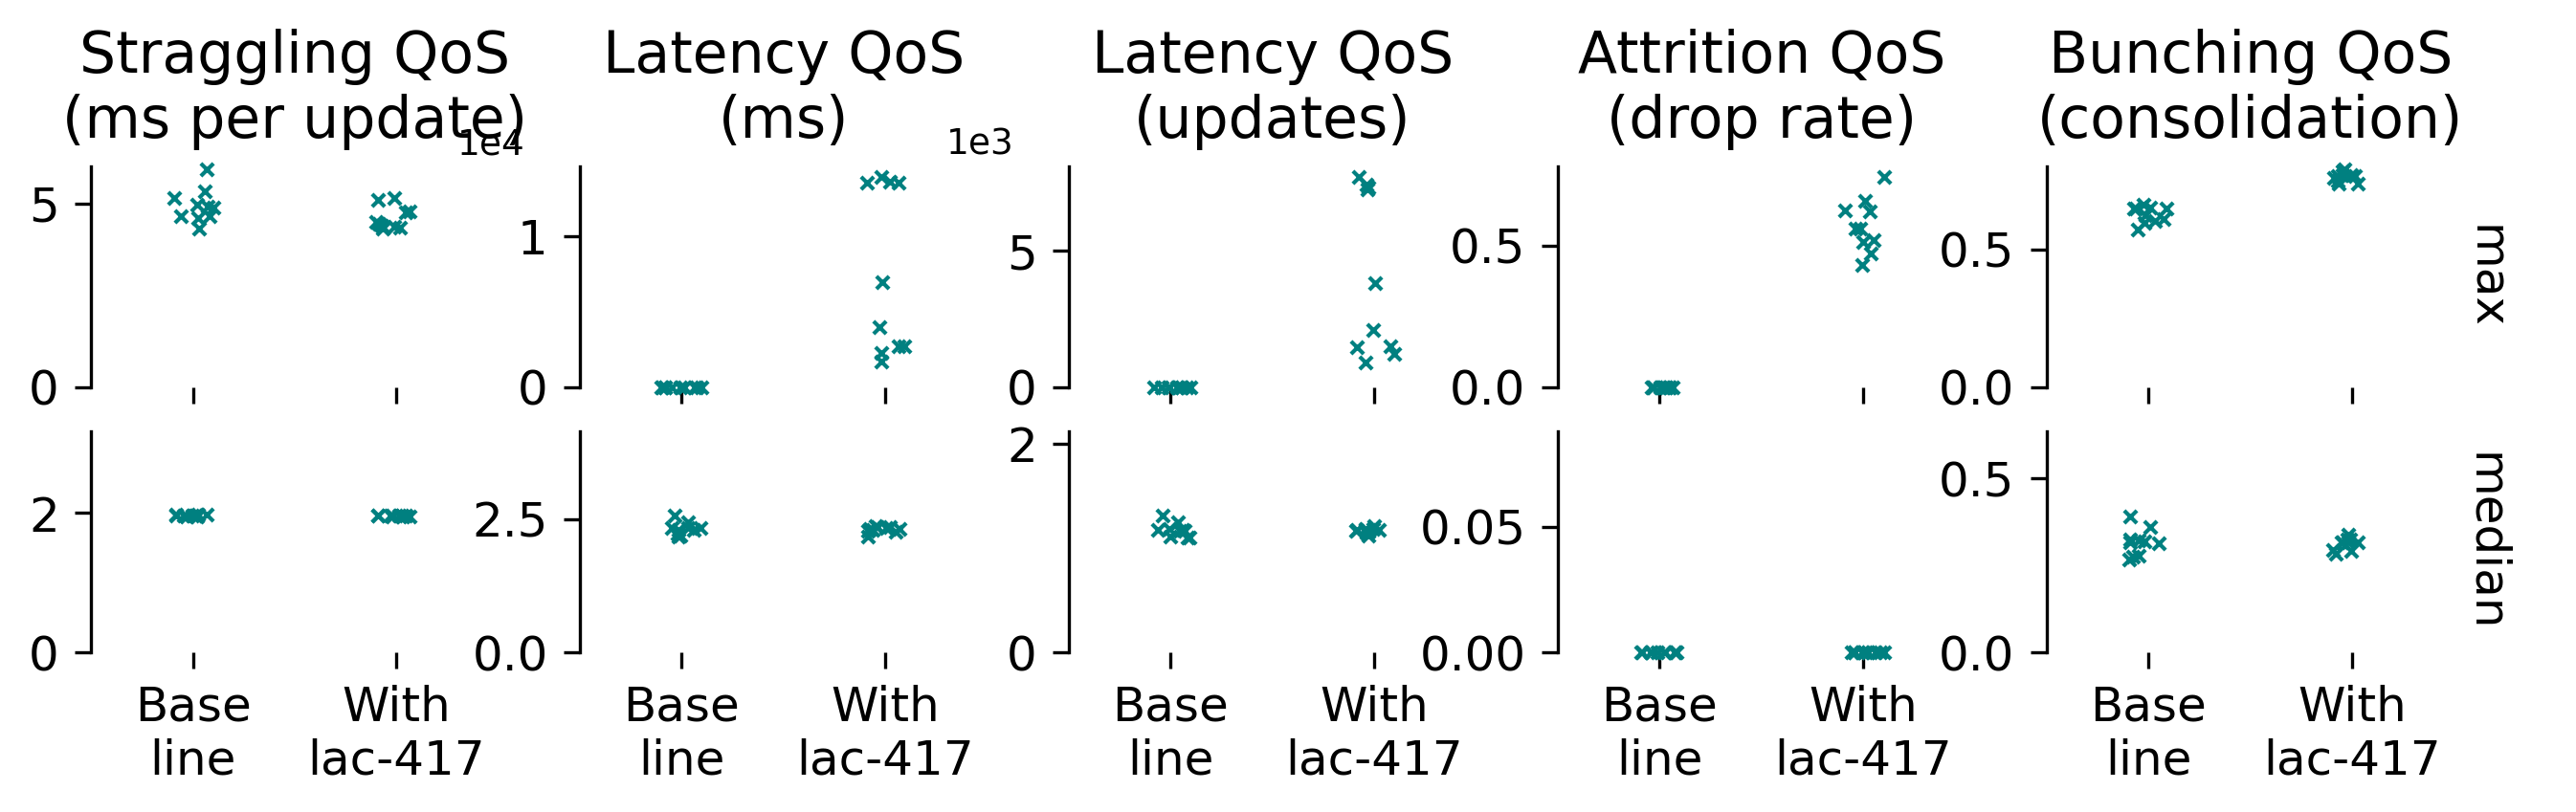 Straggling QoS
(ms per update)
Latency QoS
(ms)
Latency QoS
(updates)
Attrition QoS
(drop rate)
Bunching QoS
(consolidation)
5
0
1e4
1
0
1e3
5
0
0.5
0.0
0.5
0.0
max
2
0
2.5
0.0
2
0
0.05
0.00
0.5
0.0
median
Base
line
With
lac-417
Base
line
With
lac-417
Base
line
With
lac-417
Base
line
With
lac-417
Base
line
With
lac-417